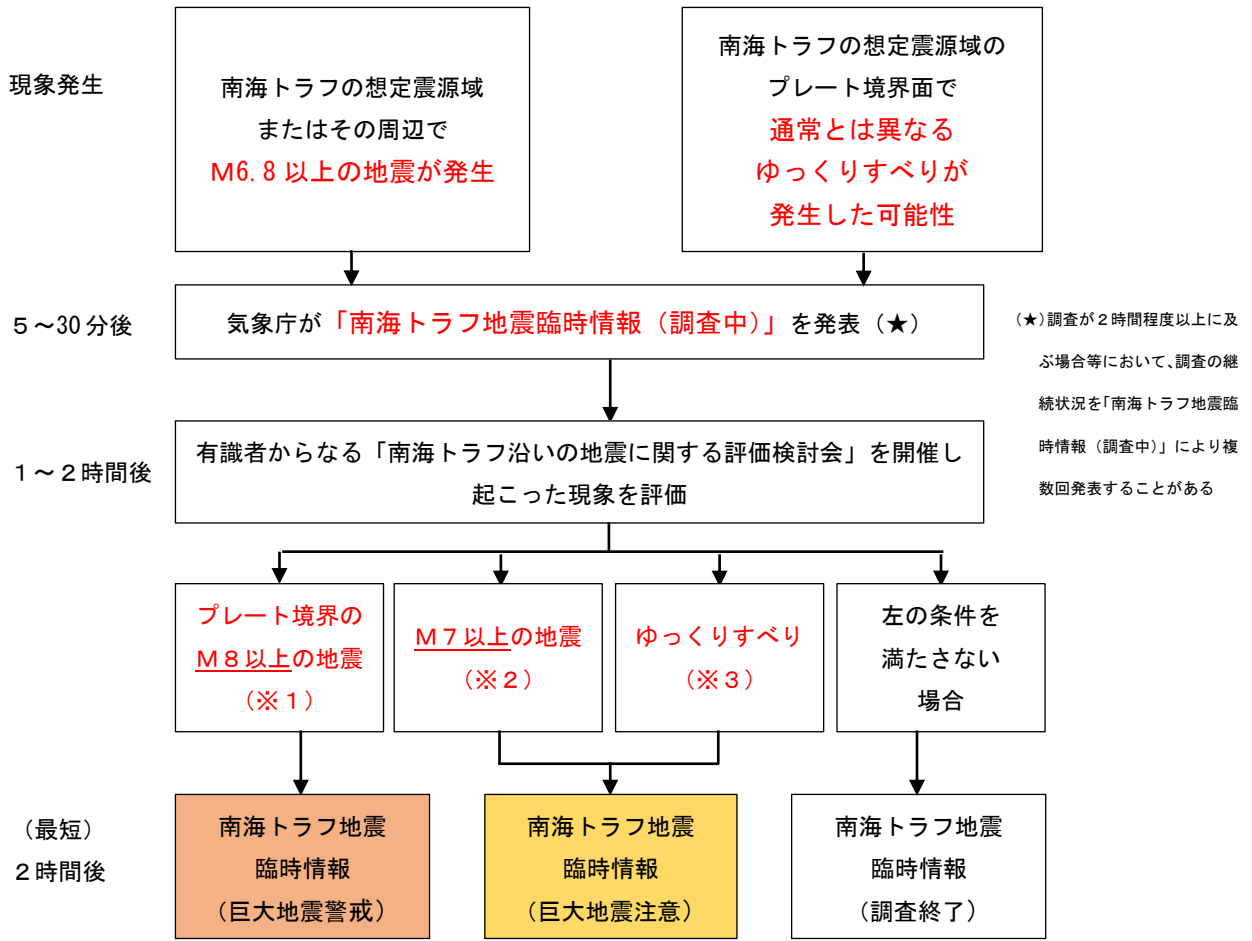 現象発生
南海トラフの想定震源域
またはその周辺で
M6.8以上の地震が発生
南海トラフの想定震源域の
プレート境界面で
通常とは異なる
ゆっくりすべりが
発生した可能性
5～30分後
気象庁が「南海トラフ地震臨時情報（調査中）」を発表（★）
（★）調査が２時間程度以上に及
ぶ場合等において、調査の継
続状況を「南海トラフ地震臨
時情報（調査中）」により複
数回発表することがある
１～２時間後
有識者からなる「南海トラフ沿いの地震に関する評価検討会」を開催し
起こった現象を評価
プレート境界の
M８以上の地震
（※１）
M７以上の地震
（※２）
ゆっくりすべり
（※３）
左の条件を
満たさない
場合
（最短）
２時間後
南海トラフ地震
臨時情報
（巨大地震警戒）
南海トラフ地震
臨時情報
（巨大地震注意）
南海トラフ地震
臨時情報
（調査終了）